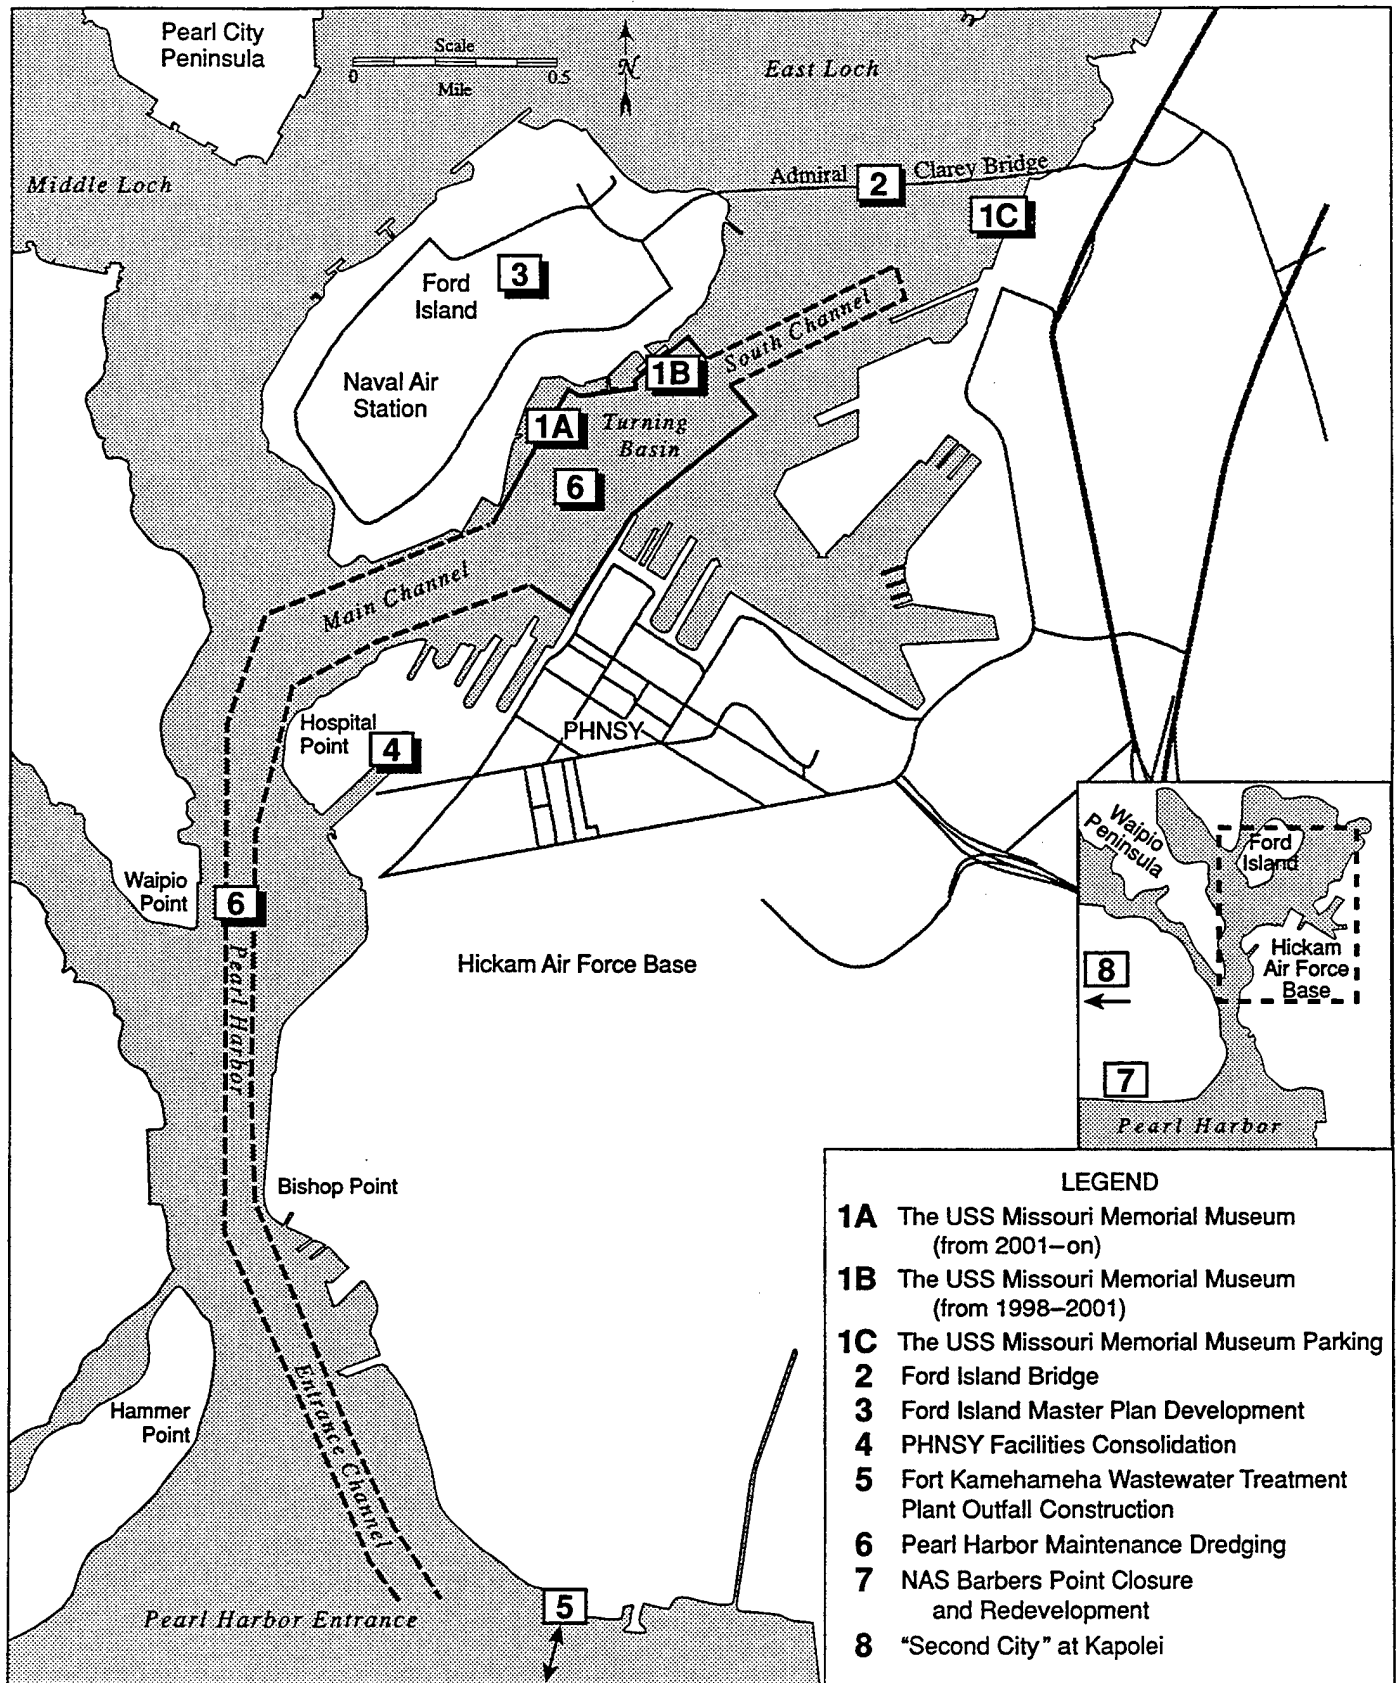 Pearl City
Peninsula
Scale
0 0.5
Mile
N
East Loch
Middle Loch
Admiral 2 Clarey Bridge
1C
3
Ford
Island
South Channel
1B
Naval Air
Station
1A
Turning
Basin
6
Main Channel
Hospital
Point
4
PHNSY
Waipio
Point
6
Pearl Harbor
Hickam Air Force Base
Waipio
Peninsula
Ford
Island
Hickam
Air Force
Base
8
7
Pearl Harbor
Bishop Point
Hammer
Point
Entrance Channel
5
Pearl Harbor Entrance
LEGEND
1A The USS Missouri Memorial Museum
(from 2001–on)
1B The USS Missouri Memorial Museum
(from 1998–2001)
1C The USS Missouri Memorial Museum Parking
2 Ford Island Bridge
3 Ford Island Master Plan Development
4 PHNSY Facilities Consolidation
5 Fort Kamehameha Wastewater Treatment
Plant Outfall Construction
6 Pearl Harbor Maintenance Dredging
7 NAS Barbers Point Closure
and Redevelopment
8 “Second City” at Kapolei